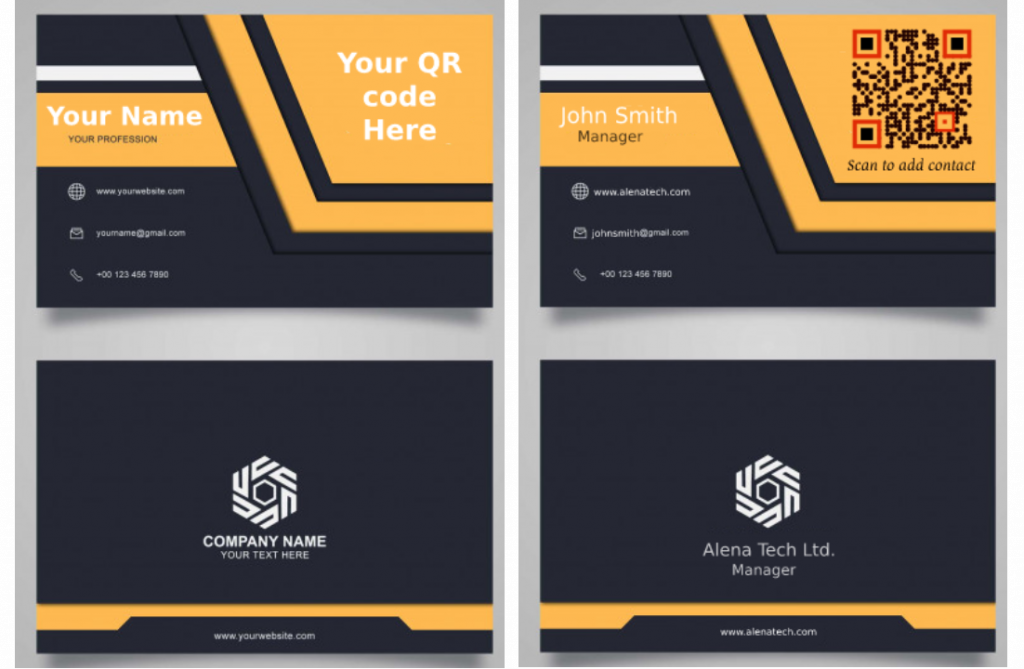 Your QR
code
Here
Your Name
YOUR PROFESSION
www.yourwebsite.com
yourname@gmail.com
+00 123 456 7890
COMPANY NAME
YOUR TEXT HERE
www.yourwebsite.com
John Smith
Manager
Scan to add contact
www.alenatech.com
johnsmith@gmail.com
+00 123 456 7890
Alena Tech Ltd.
Manager
www.alenatech.com